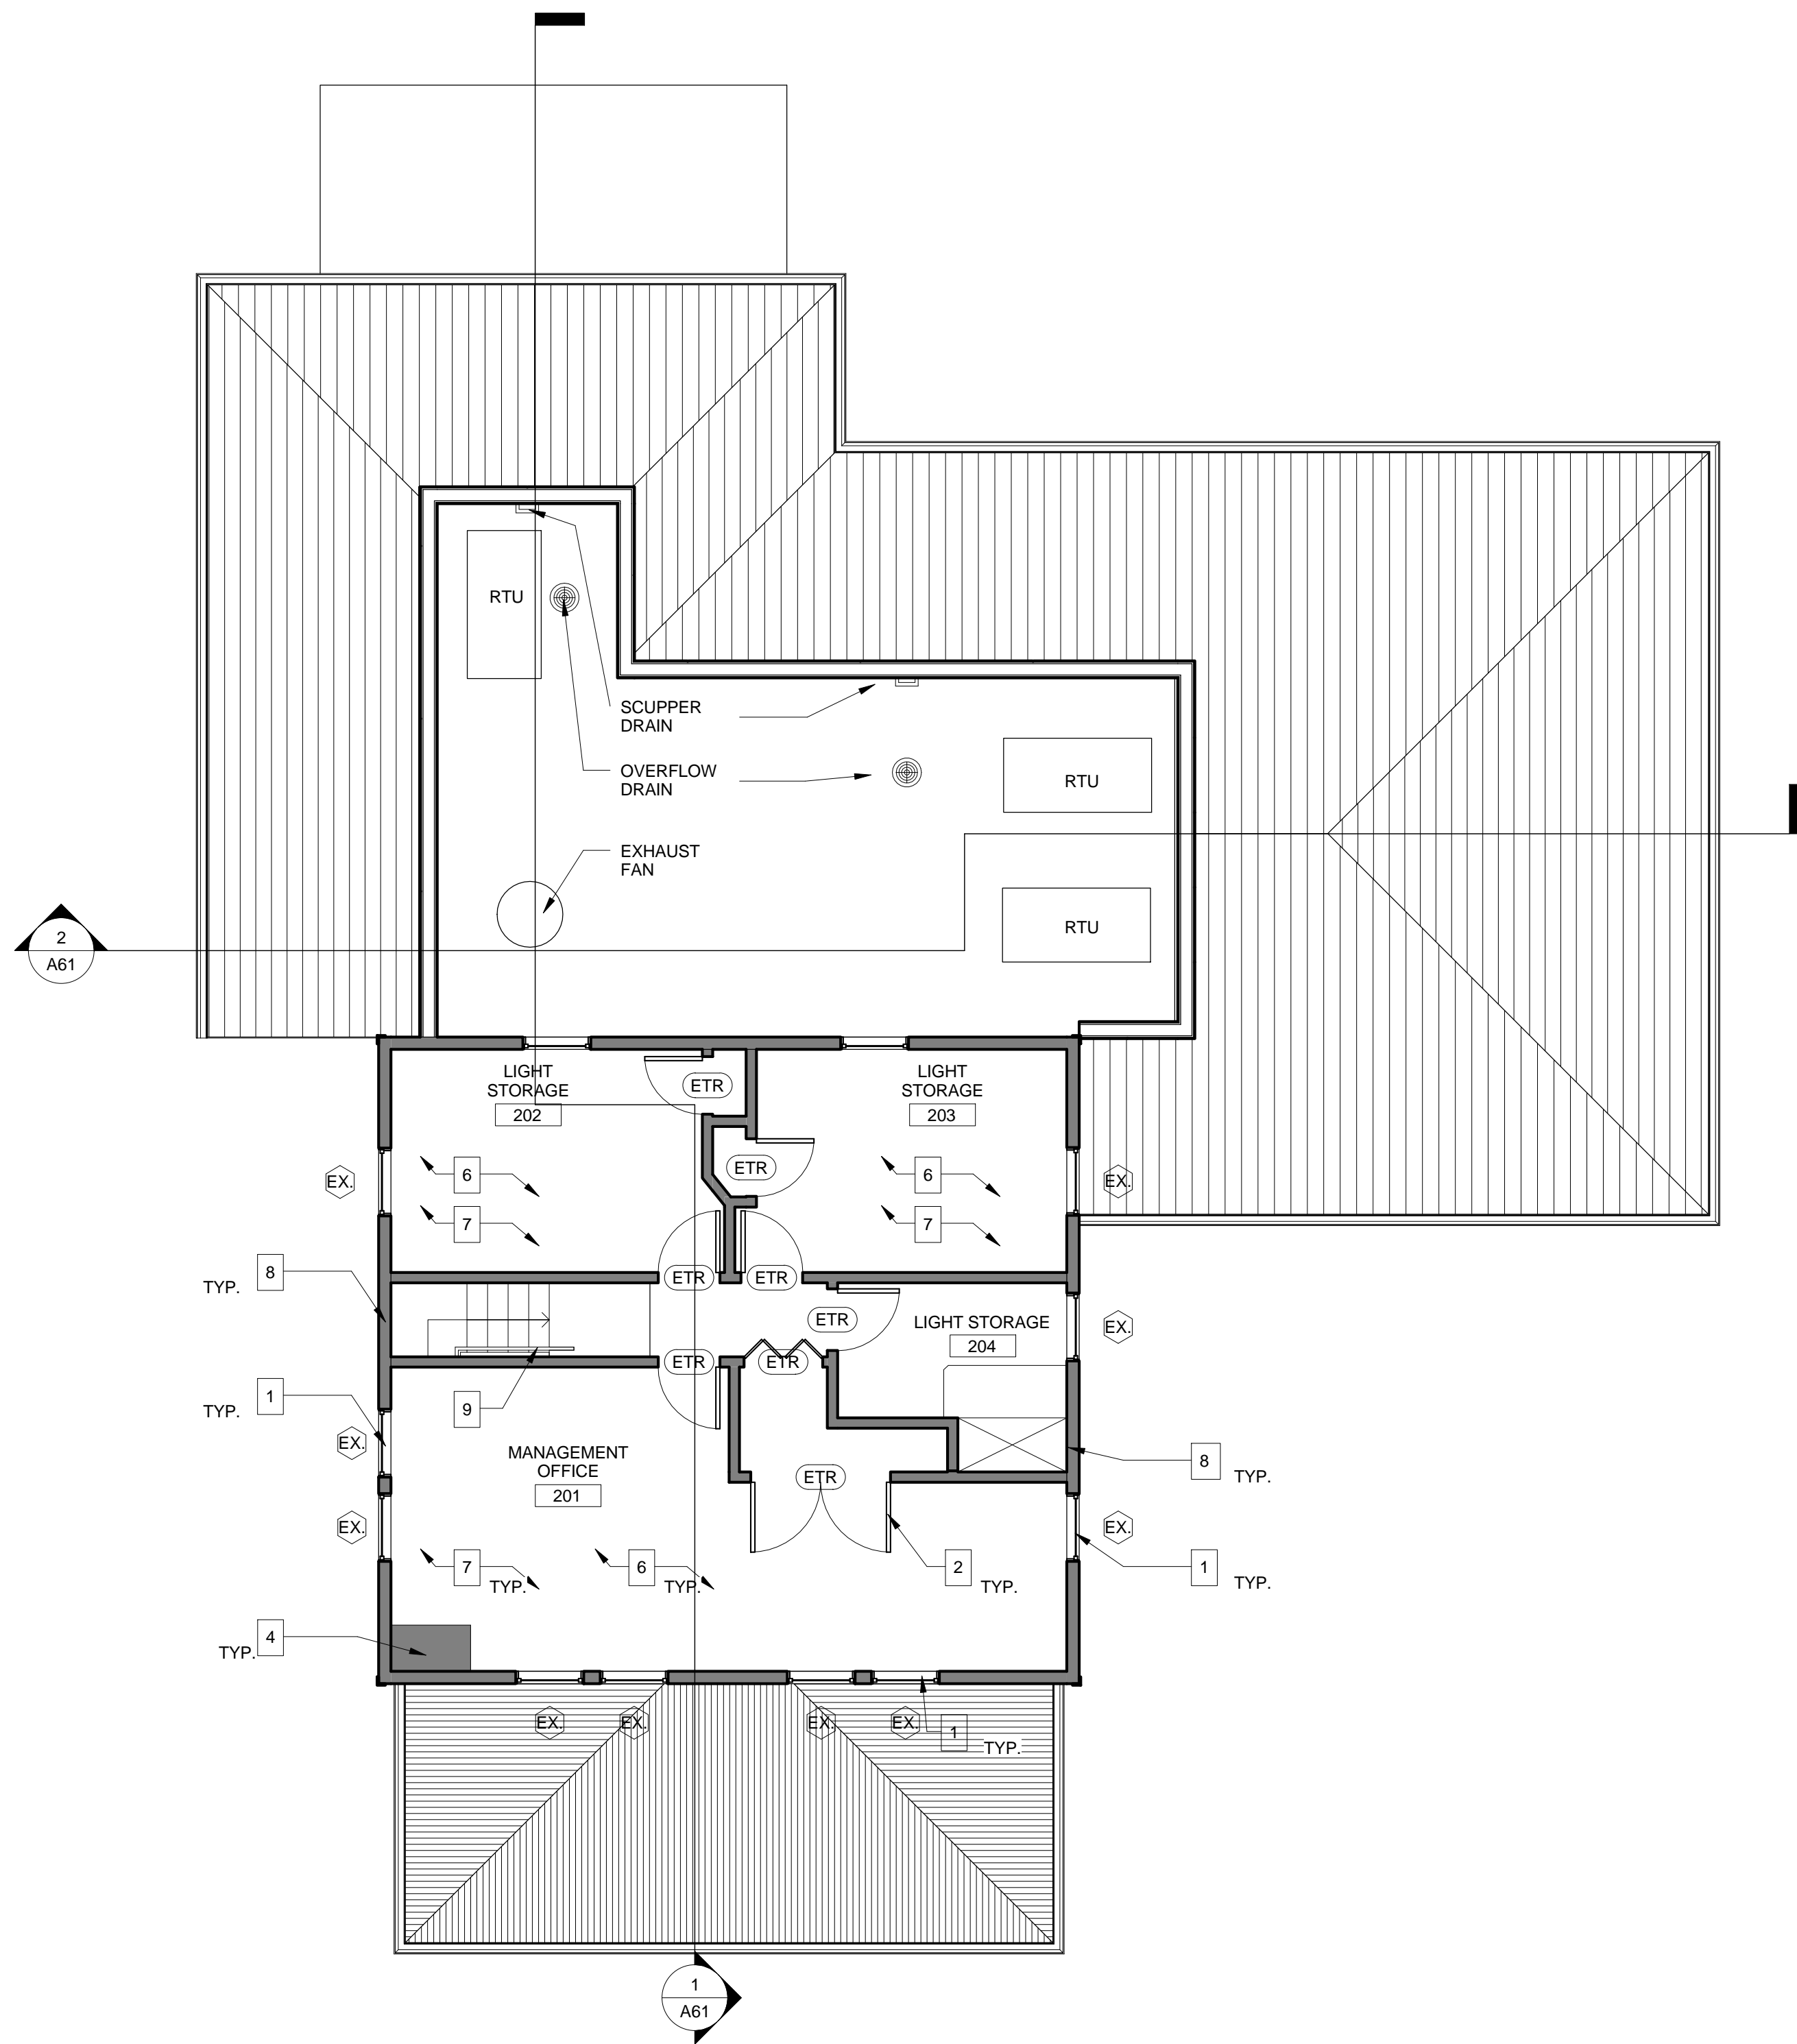 RTU
SCUPPER
DRAIN
OVERFLOW
DRAIN
RTU
EXHAUST
FAN
RTU
2
A61
LIGHT
STORAGE
202
ETR
LIGHT
STORAGE
203
ETR
EX.
6
6
EX.
7
7
8
TYP.
ETR
ETR
ETR
LIGHT STORAGE
204
EX.
ETR
ETR
1
TYP.
9
EX.
MANAGEMENT
OFFICE
201
ETR
8
TYP.
EX.
EX.
7
TYP.
6
TYP.
2
TYP.
1
TYP.
4
TYP.
EX.
EX.
EX.
EX.
1
TYP.
1
A61